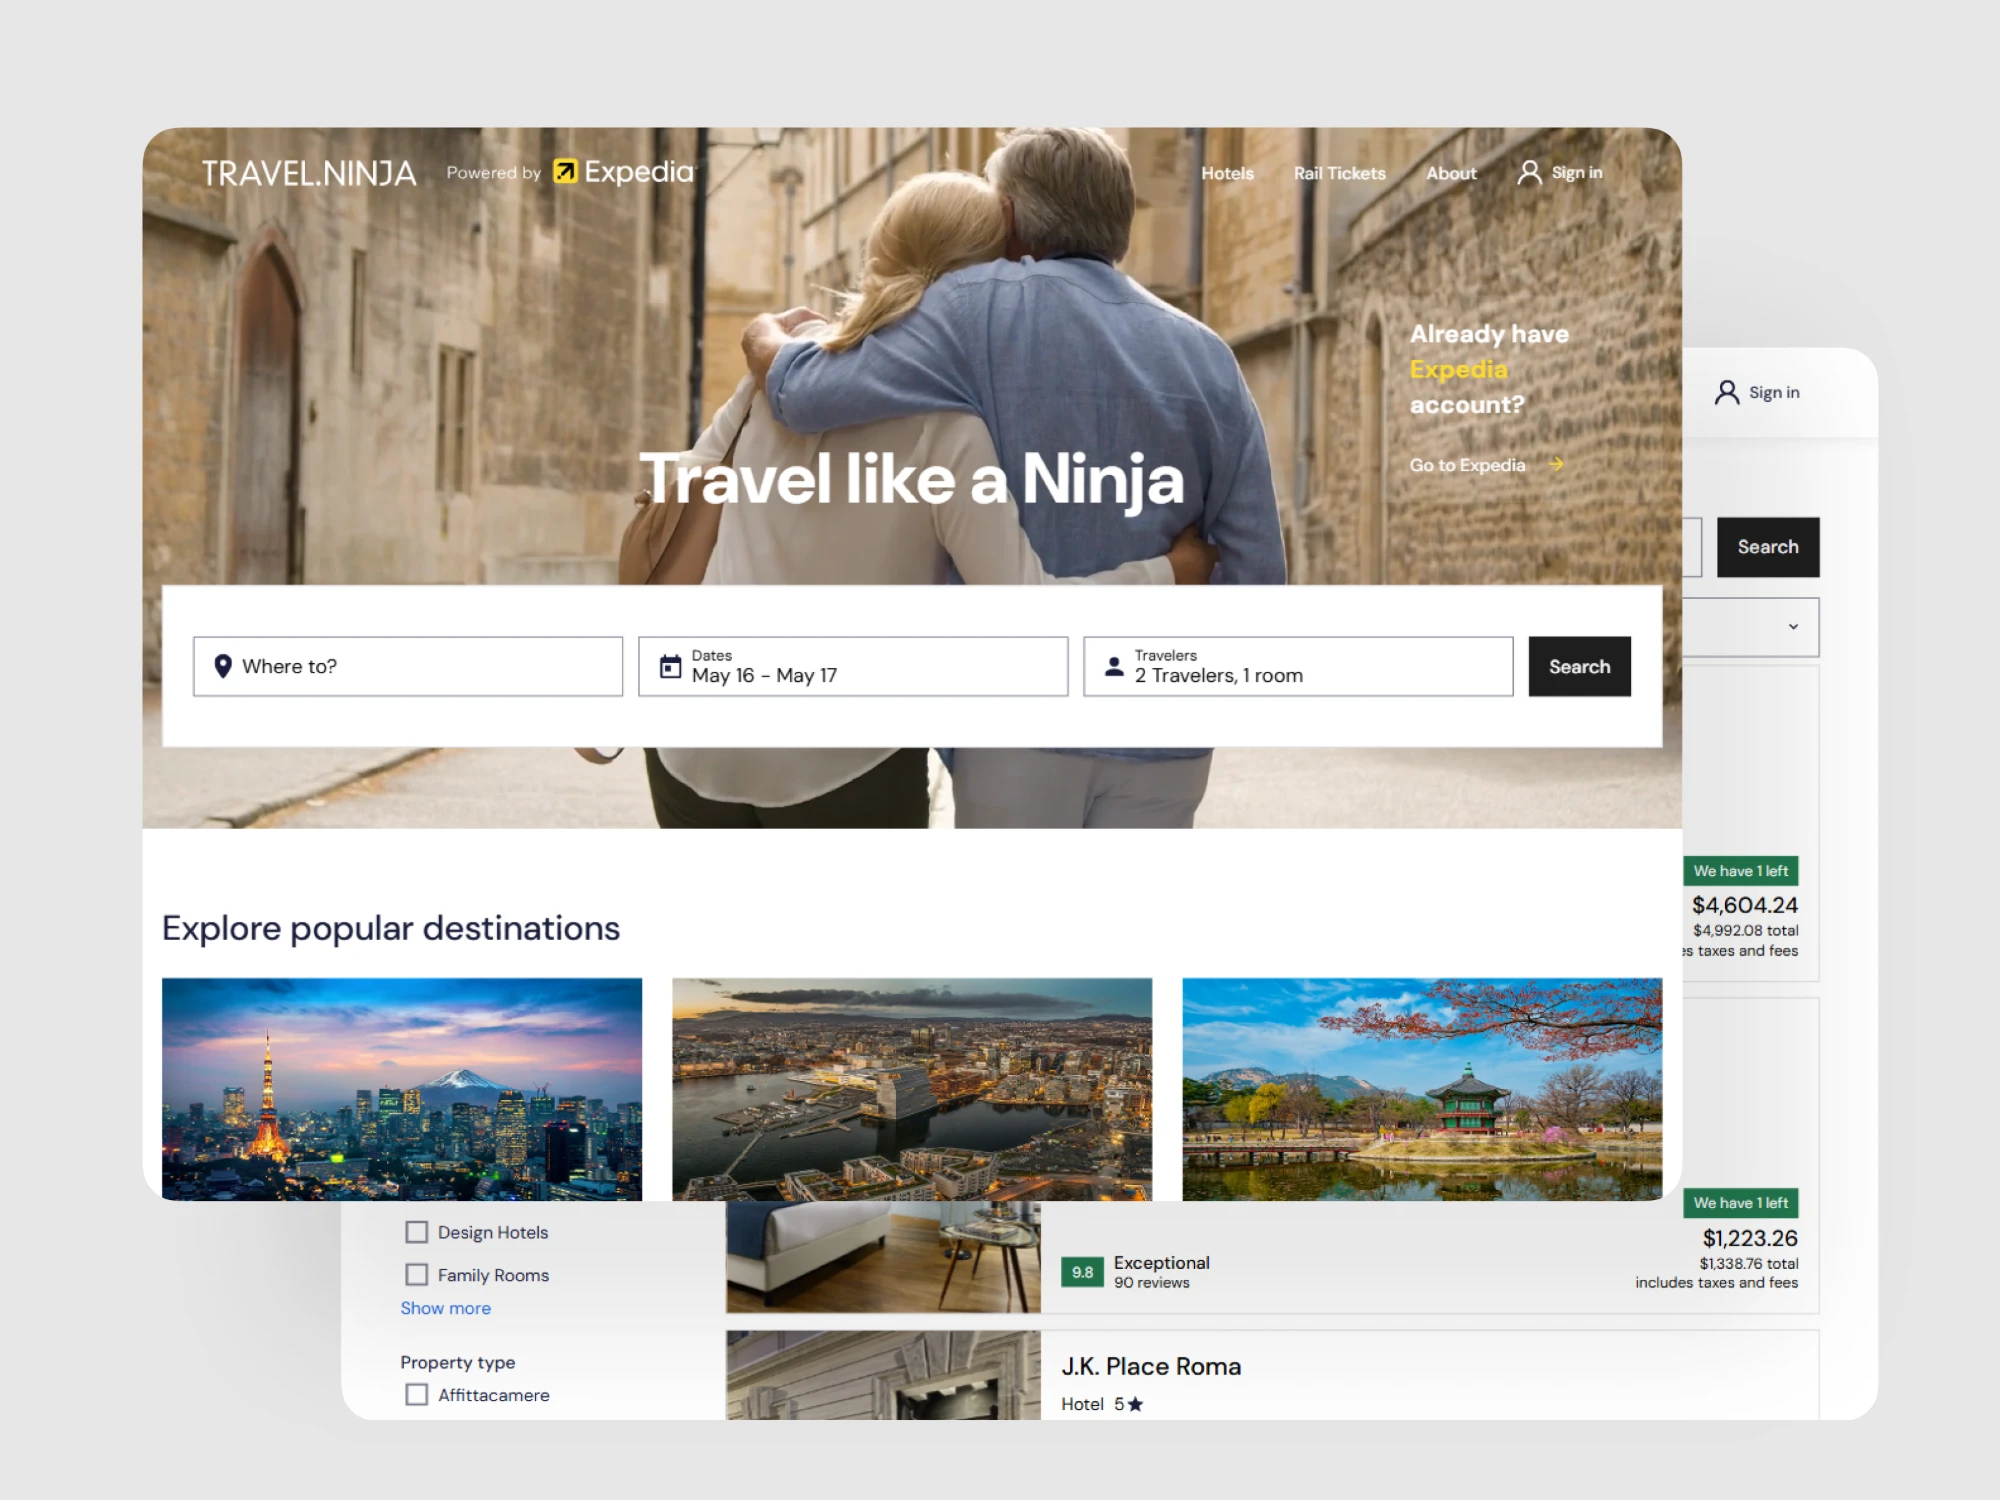 TRAVEL.NINJA
Powered by Expedia
Hotels
Rail Tickets
About
Sign in
Already have
Expedia
account?
Go to Expedia
Travel like a Ninja
Where to?
Dates
May 16 - May 17
Travelers
2 Travelers, 1 room
Search
Explore popular destinations
Sign in
Search
We have 1 left
$4,604.24
$4,992.08 total
taxes and fees
We have 1 left
$1,223.26
$1,338.76 total
includes taxes and fees
Design Hotels
Family Rooms
Show more
Property type
Affittacamere
9.8
Exceptional
90 reviews
J.K. Place Roma
Hotel 5